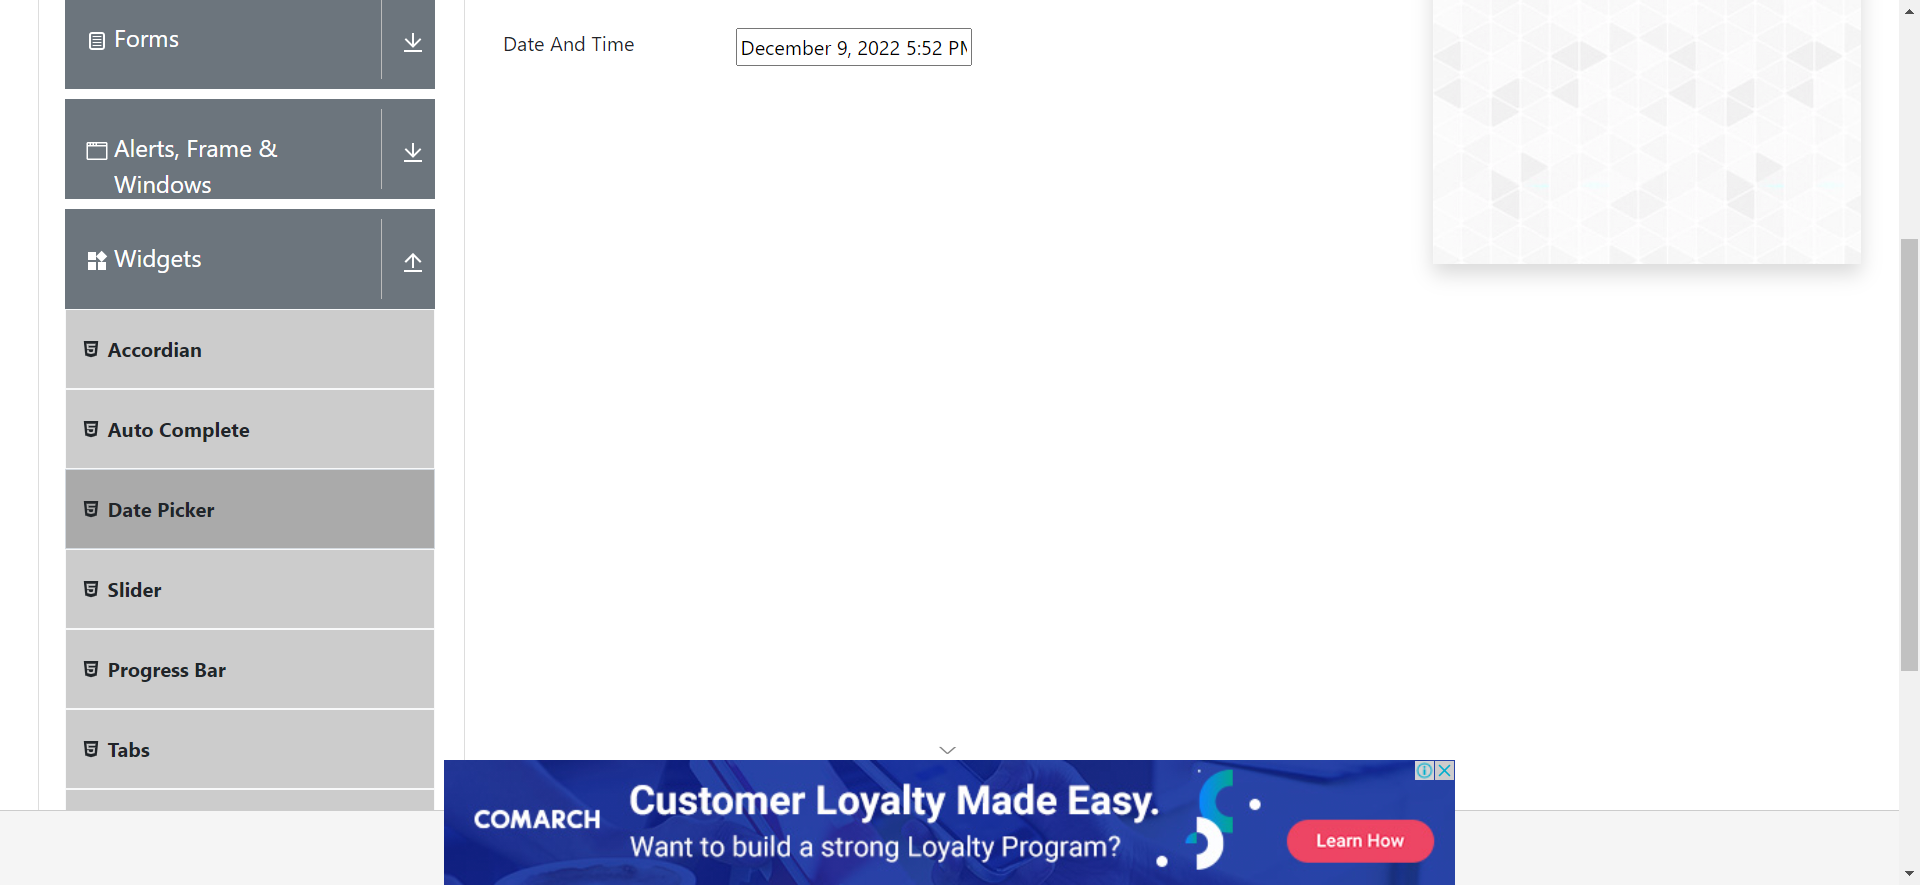 Forms
Alerts, Frame &
Windows
Widgets
Accordian
Auto Complete
Date Picker
Slider
Progress Bar
Tabs
Date And Time
December 9, 2022 5:52 PM
COMARCH
Customer Loyalty Made Easy.
Want to build a strong Loyalty Program?
Learn How